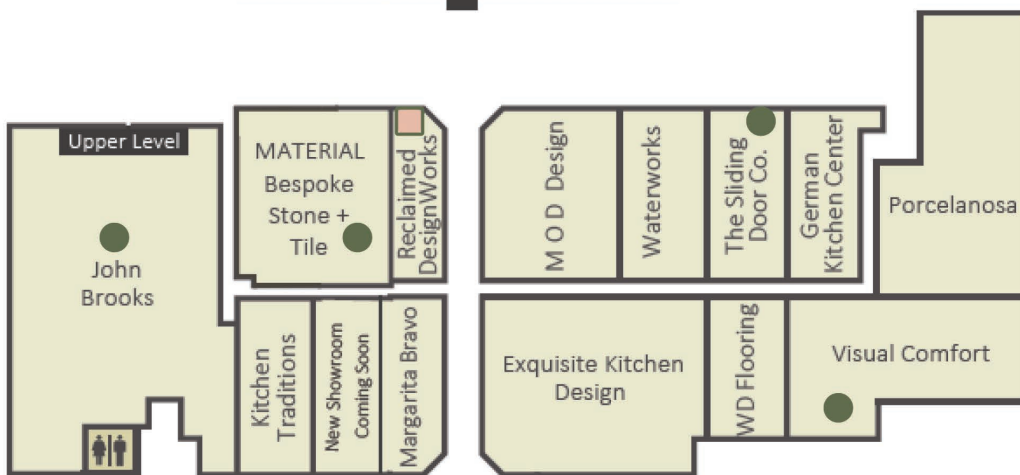 Upper Level
John
Brooks
MATERIAL
Bespoke
Stone +
Tile
Reclaimed
DesignWorks
MOD Design
Waterworks
The Sliding
Door Co.
German
Kitchen Center
Porcelanosa
Kitchen
Traditions
New Showroom
Coming Soon
Margarita Bravo
Exquisite Kitchen
Design
WD Flooring
Visual Comfort